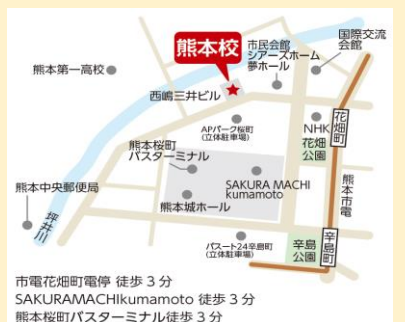 国際交流
会館
市民会館
シアーズホーム
夢ホール
熊本校
熊本第一高校
西嶋三井ビル
花畑町
APパーク桜町
(立体駐車場)
NHK
花畑
公園
熊本桜町
バスターミナル
SAKURA MACHI
kumamoto
熊本市電
熊本中央郵便局
熊本城ホール
坪井川
パスート24辛島町
(立体駐車場)
辛島
公園
辛島町
市電花畑町電停 徒歩3分
SAKURAMACHIkumamoto 徒歩3分
熊本桜町バスターミナル徒歩3分